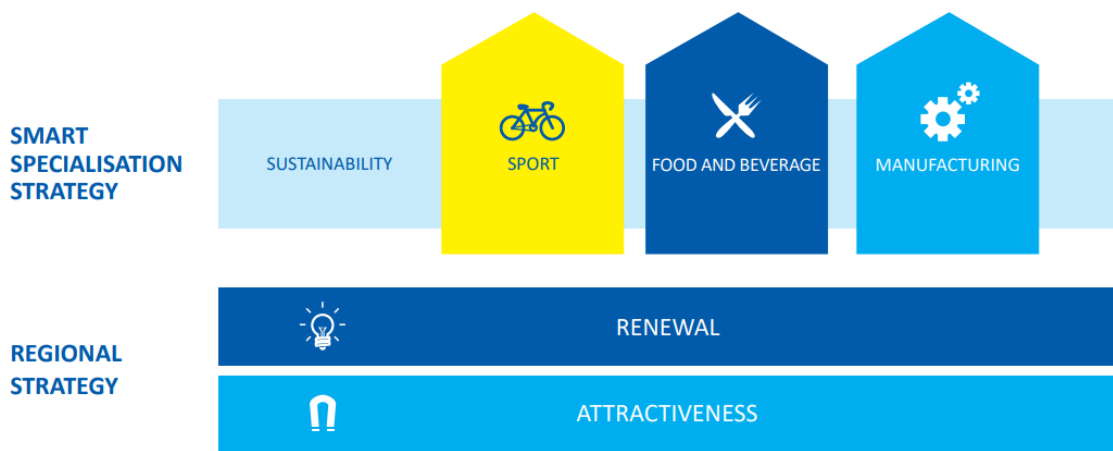 SMART
SPECIALISATION
STRATEGY
SUSTAINABILITY
SPORT
FOOD AND BEVERAGE
MANUFACTURING
REGIONAL
STRATEGY
RENEWAL
ATTRACTIVENESS